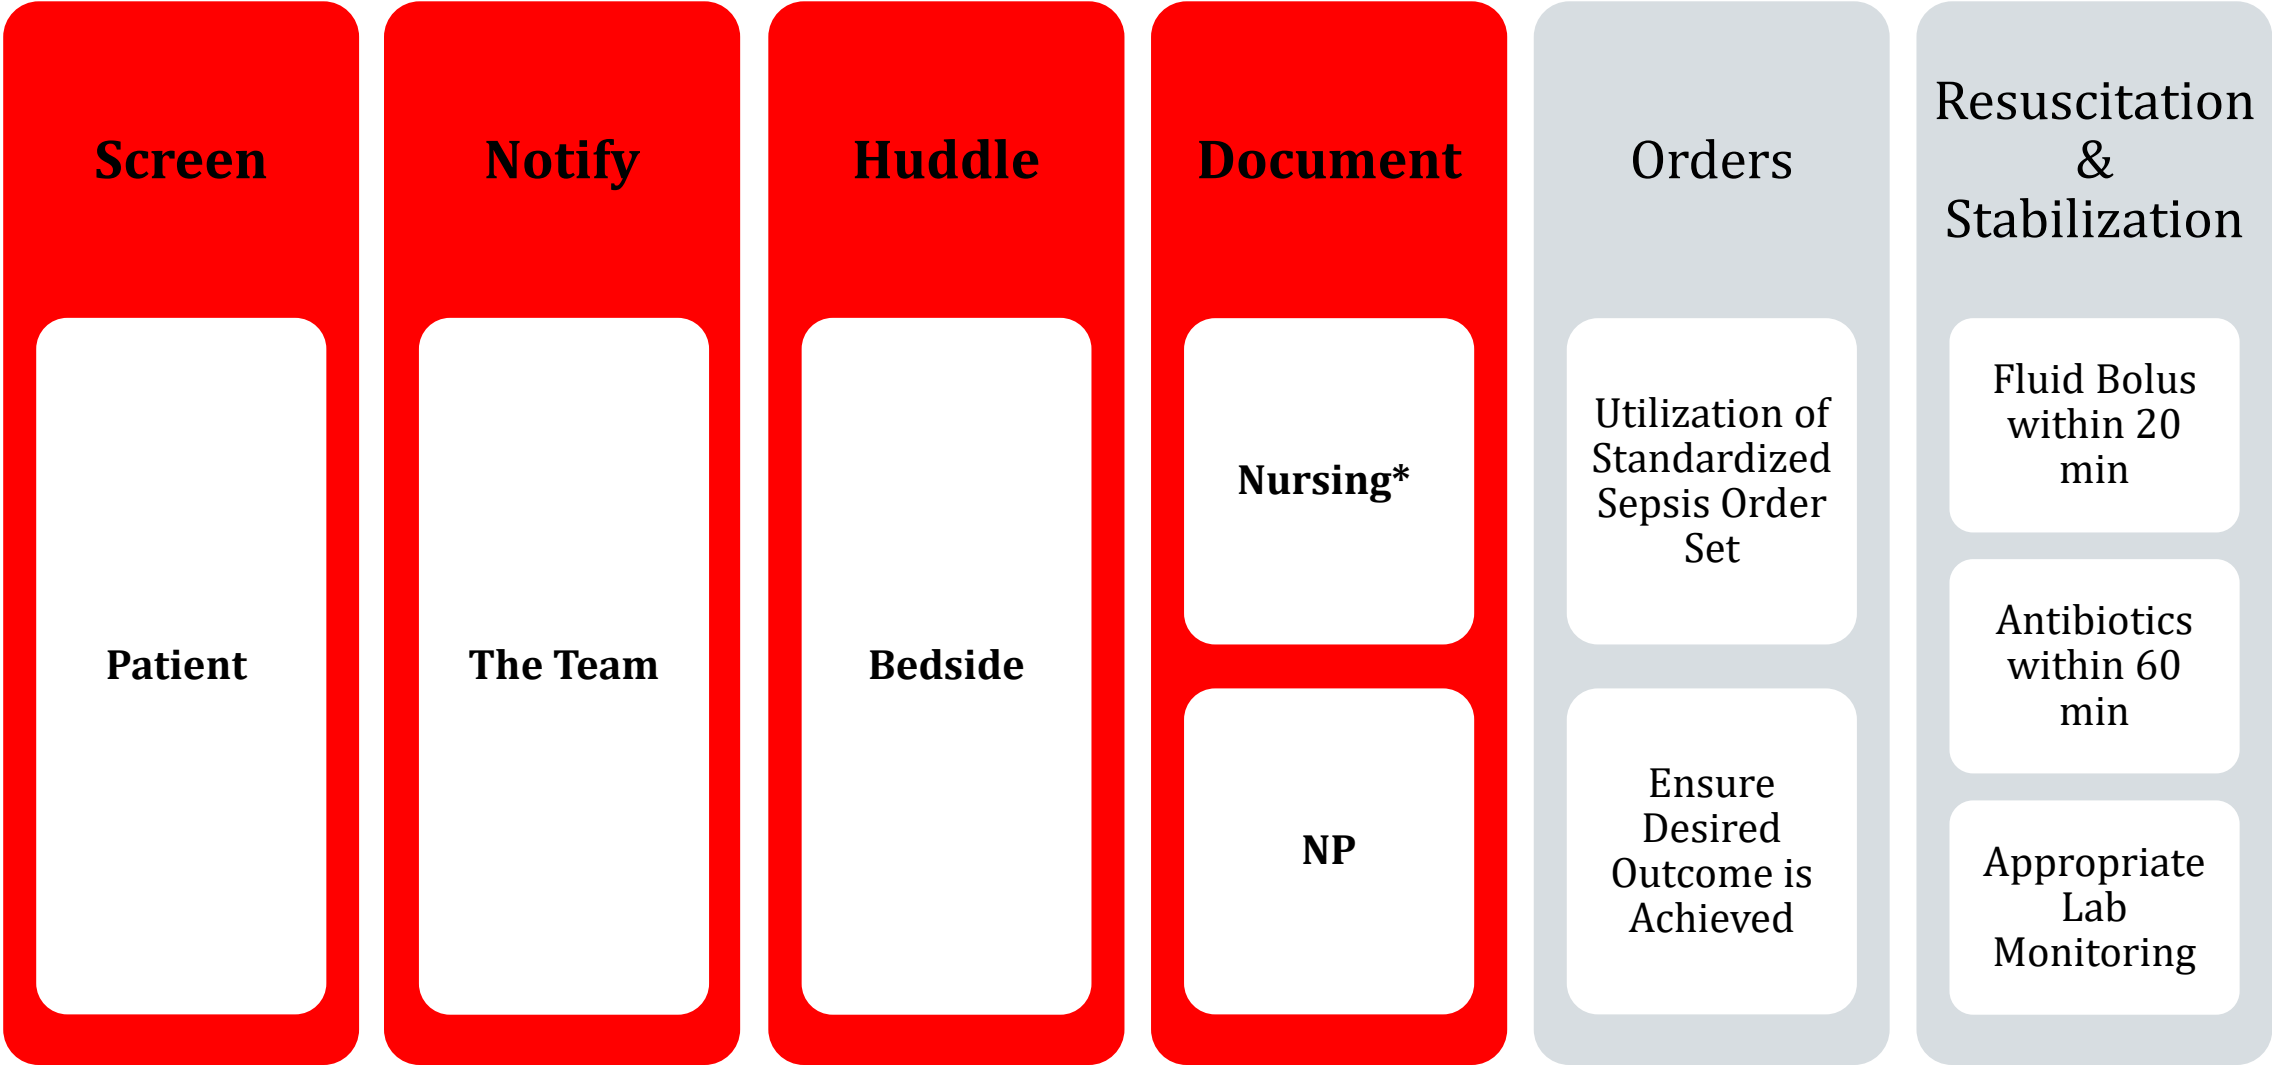 Screen
Patient
Notify
The Team
Huddle
Bedside
Document
Nursing*
NP
Orders
Utilization of
Standardized
Sepsis Order
Set
Ensure
Desired
Outcome is
Achieved
Resuscitation
&
Stabilization
Fluid Bolus
within 20
min
Antibiotics
within 60
min
Appropriate
Lab
Monitoring